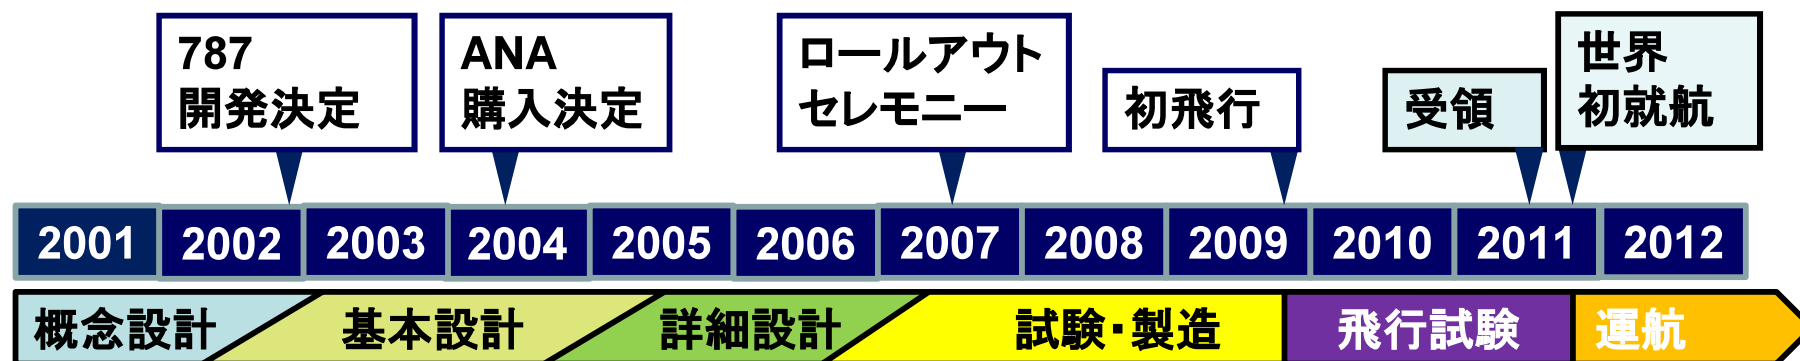 787
開発決定
ANA
購入決定
ロールアウト
セレモニー
初飛行
受領
世界
初就航
2001 2002 2003 2004 2005 2006 2007 2008 2009 2010 2011 2012
概念設計 基本設計 詳細設計 試験・製造 飛行試験 運航